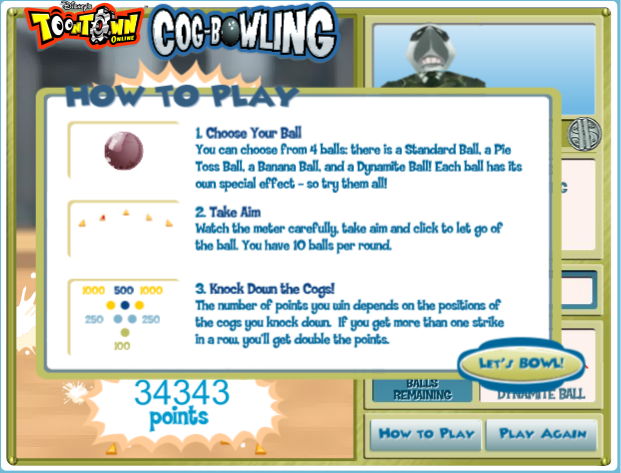 Disney's
TOONTOWN
ONLINE
COG-BOWLING
HOW TO PLAY
1. Choose Your Ball
You can choose from 4 balls: there is a Standard Ball, a Pie
Toss Ball, a Banana Ball, and a Dynamite Ball! Each ball has its
own special effect - so try them all!
2. Take Aim
Watch the meter carefully, take aim and click to let go of
the ball. You have 10 balls per round.
1000 500 1000
250 250
100
3. Knock Down the Cogs!
The number of points you win depends on the positions of
the cogs you knock down. If you get more than one strike
in a row, you'll get double the points.
LET'S BOWL!
34343
points
BALLS
REMAINING
DYNAMITE BALL
HOW TO PLAY
PLAY AGAIN